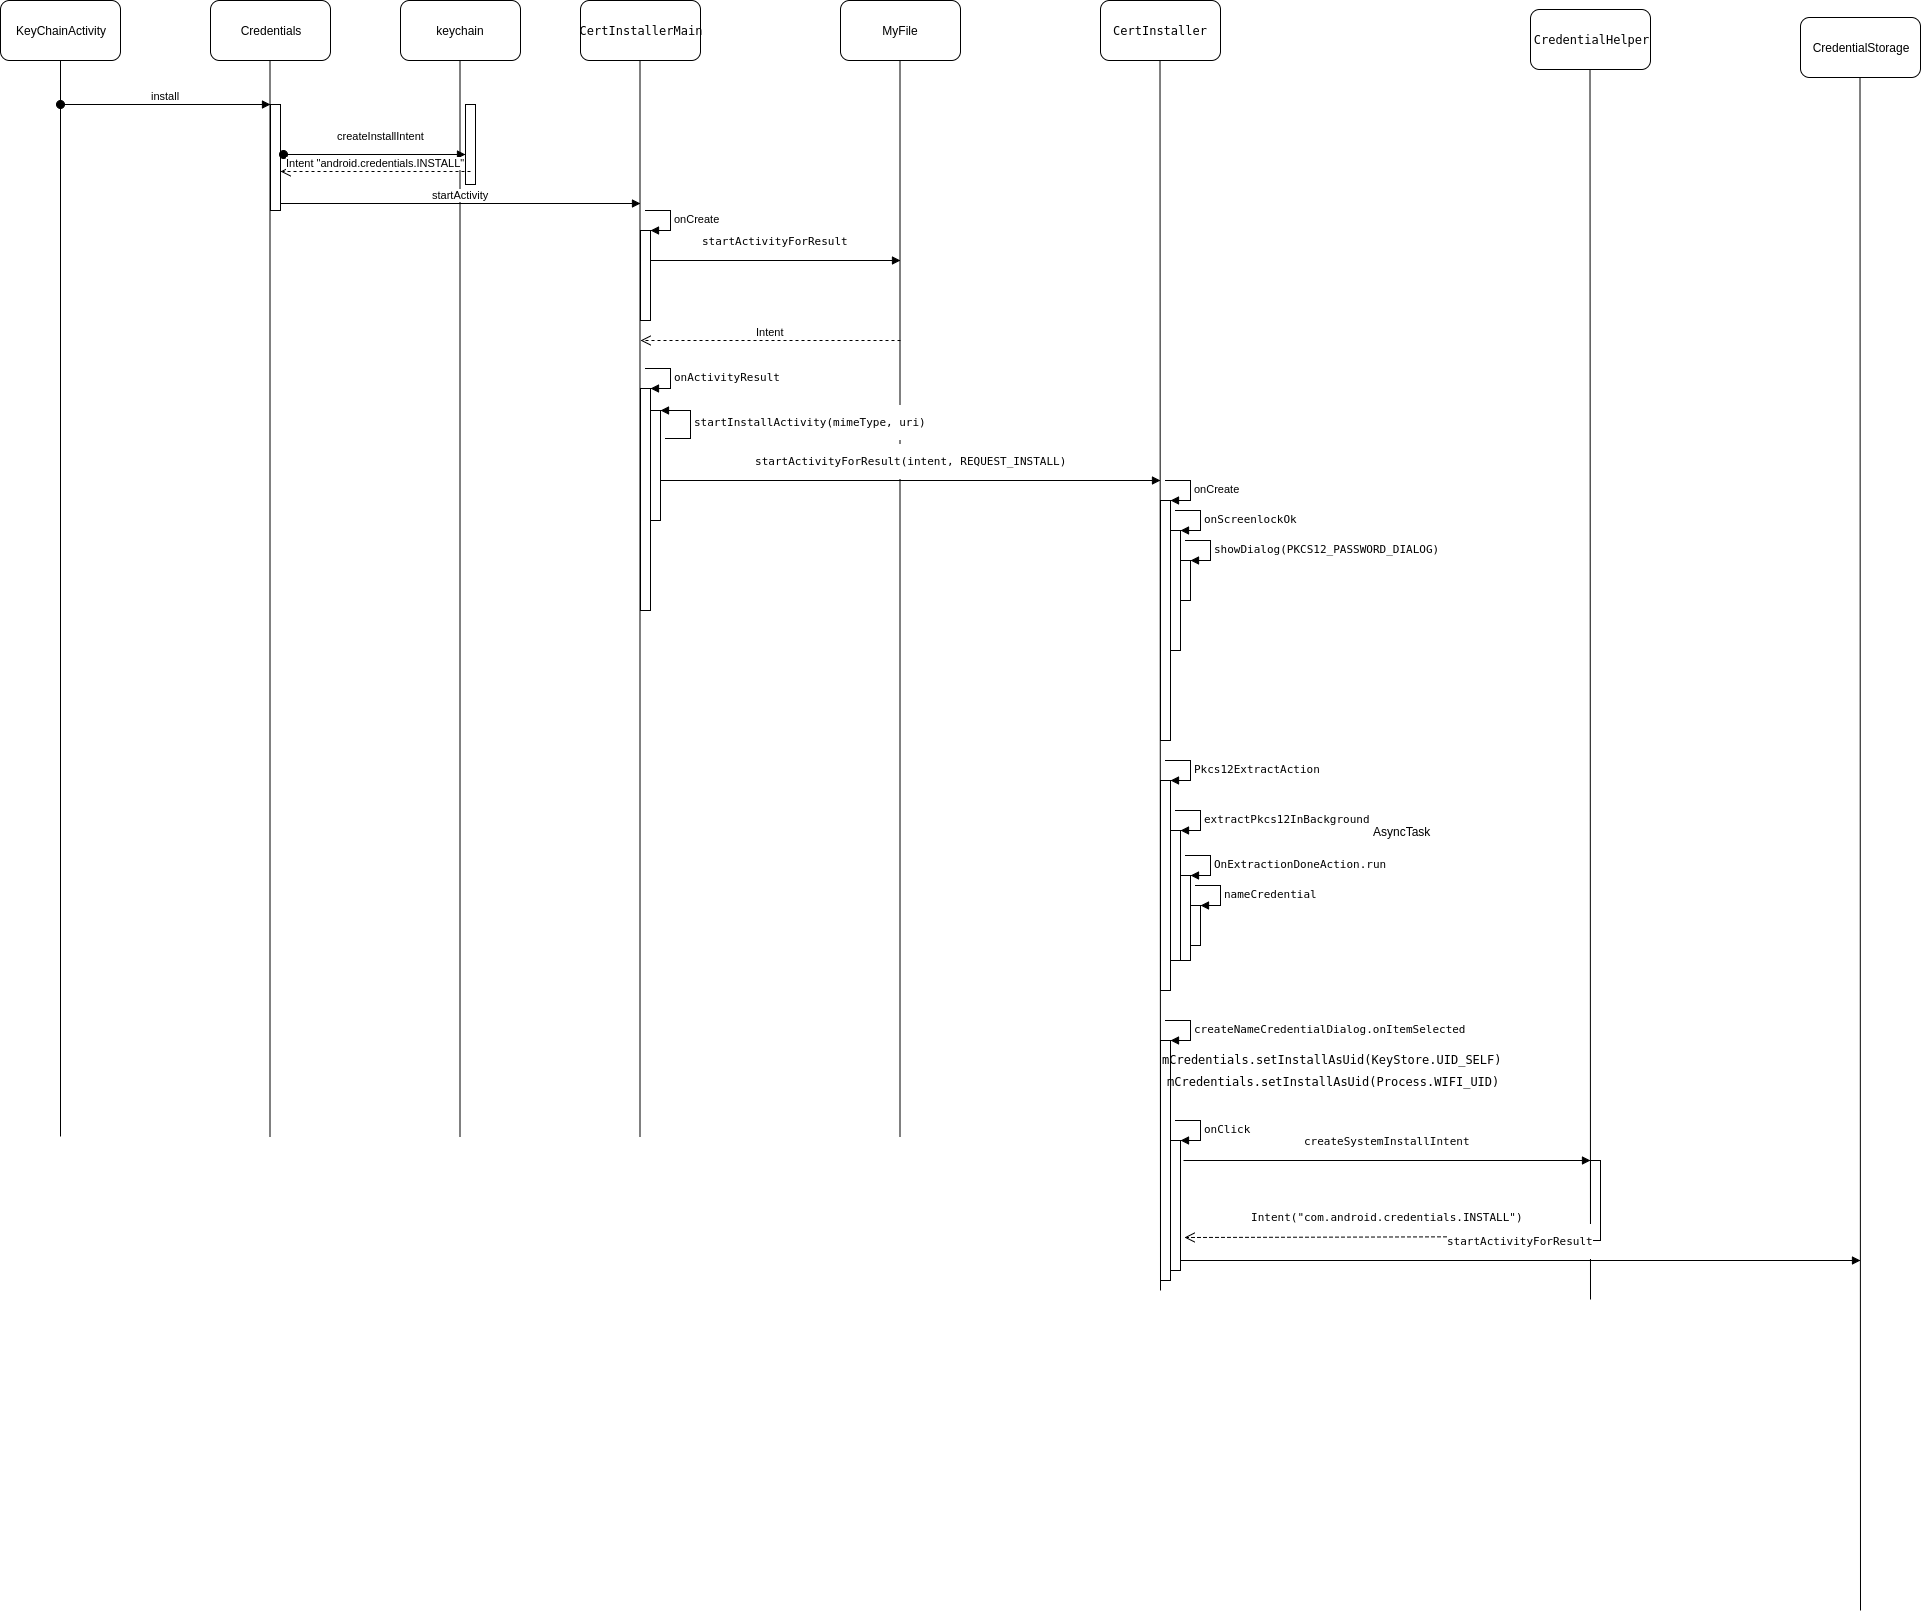 KeyChainActivity
Credentials
keychain
CertInstallerMain
MyFile
CertInstaller
CredentialHelper
CredentialStorage
install
createInstallIntent
Intent "android.credentials.INSTALL"
startActivity
onCreate
startActivityForResult
Intent
onActivityResult
startInstallActivity(mimeType, uri)
startActivityForResult(intent, REQUEST_INSTALL)
onCreate
onScreenlockOk
showDialog(PKCS12_PASSWORD_DIALOG)
Pkcs12ExtractAction
extractPkcs12InBackground
AsyncTask
OnExtractionDoneAction.run
nameCredential
createNameCredentialDialog.onItemSelected
mCredentials.setInstallAsUid(KeyStore.UID_SELF)
mCredentials.setInstallAsUid(Process.WIFI_UID)
onClick
createSystemInstallIntent
Intent("com.android.credentials.INSTALL")
startActivityForResult